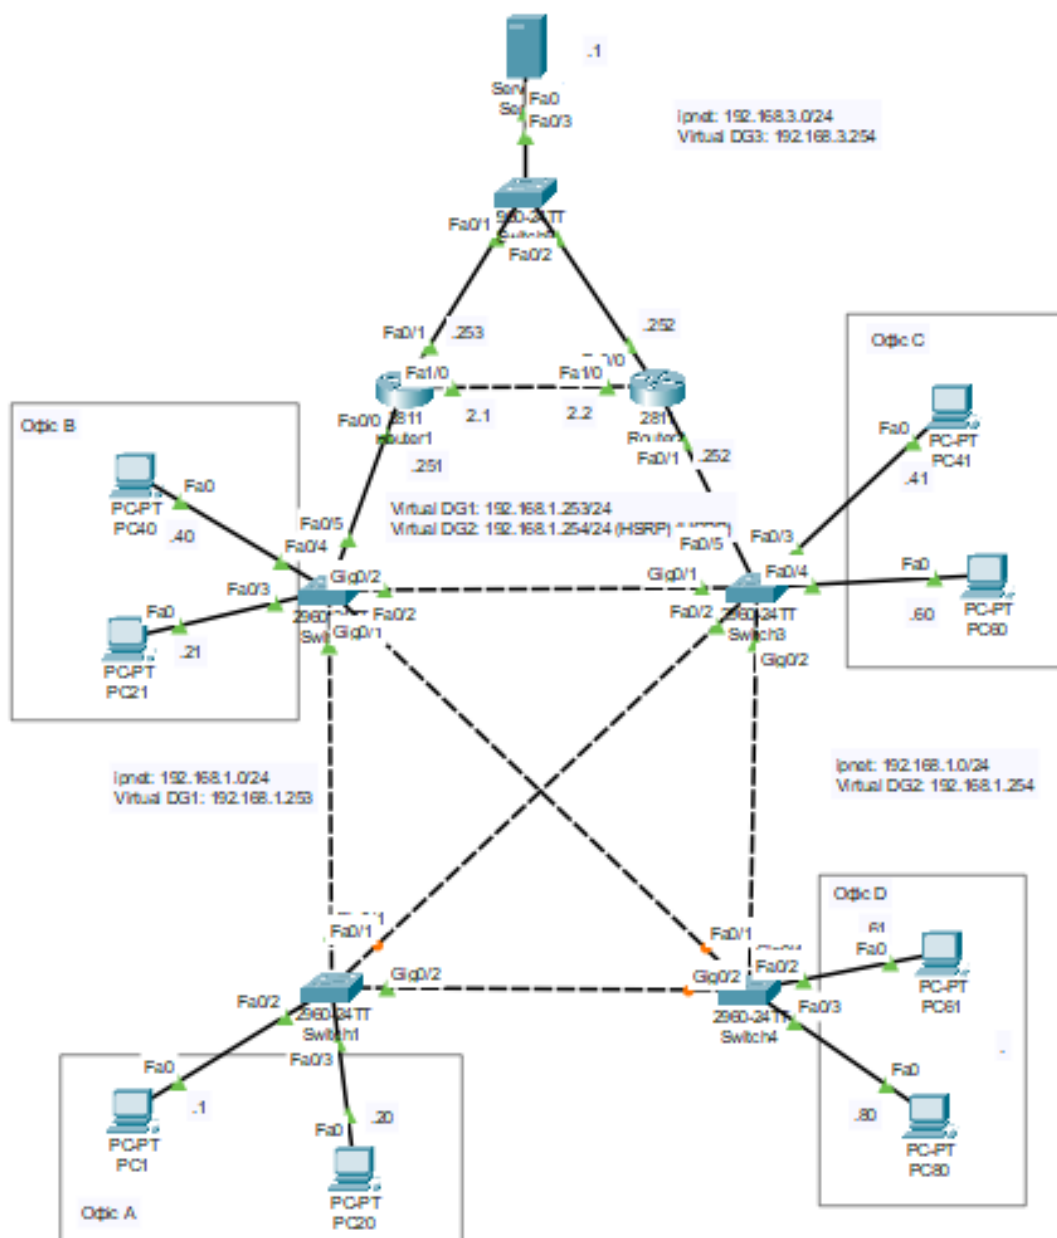 .1
Fa0
Fa0/3
ipnet: 192.168.3.0/24
Virtual DG3: 192.168.3.254
Fa0/1
Fa0/2
Fa0/1
.253
.252
Fa1/0
Fa1/0
2.1
2.2
2811
Fa0/0
Fa0/1
.251
.252
Офіс B
Fa0
PC-PT
PC40
.40
Fa0/5
Fa0/4
Fa0/3
Fa0
.21
PC-PT
PC21
Офіс C
Fa0
PC-PT
PC41
.41
Fa0/3
Fa0/4
Fa0
.60
PC-PT
PC60
Virtual DG1: 192.168.1.253/24
Virtual DG2: 192.168.1.254/24 (HSRP)
Fa0/5
Gig0/2
Gig0/1
Fa0/2
Gig0/1
Fa0/2
2960-24TT
Switch3
Gig0/2
ipnet: 192.168.1.0/24
Virtual DG1: 192.168.1.253
ipnet: 192.168.1.0/24
Virtual DG2: 192.168.1.254
Fa0/1
Gig0/2
Fa0/2
2960-24TT
Switch1
Fa0/3
Fa0
.1
PC-PT
PC1
.20
Fa0
PC-PT
PC20
Офіс A
Офіс D
Fa0/1
Gig0/2
Fa0/2
2960-24TT
Switch4
Fa0/3
.61
Fa0
PC-PT
PC61
Fa0
.80
PC-PT
PC80